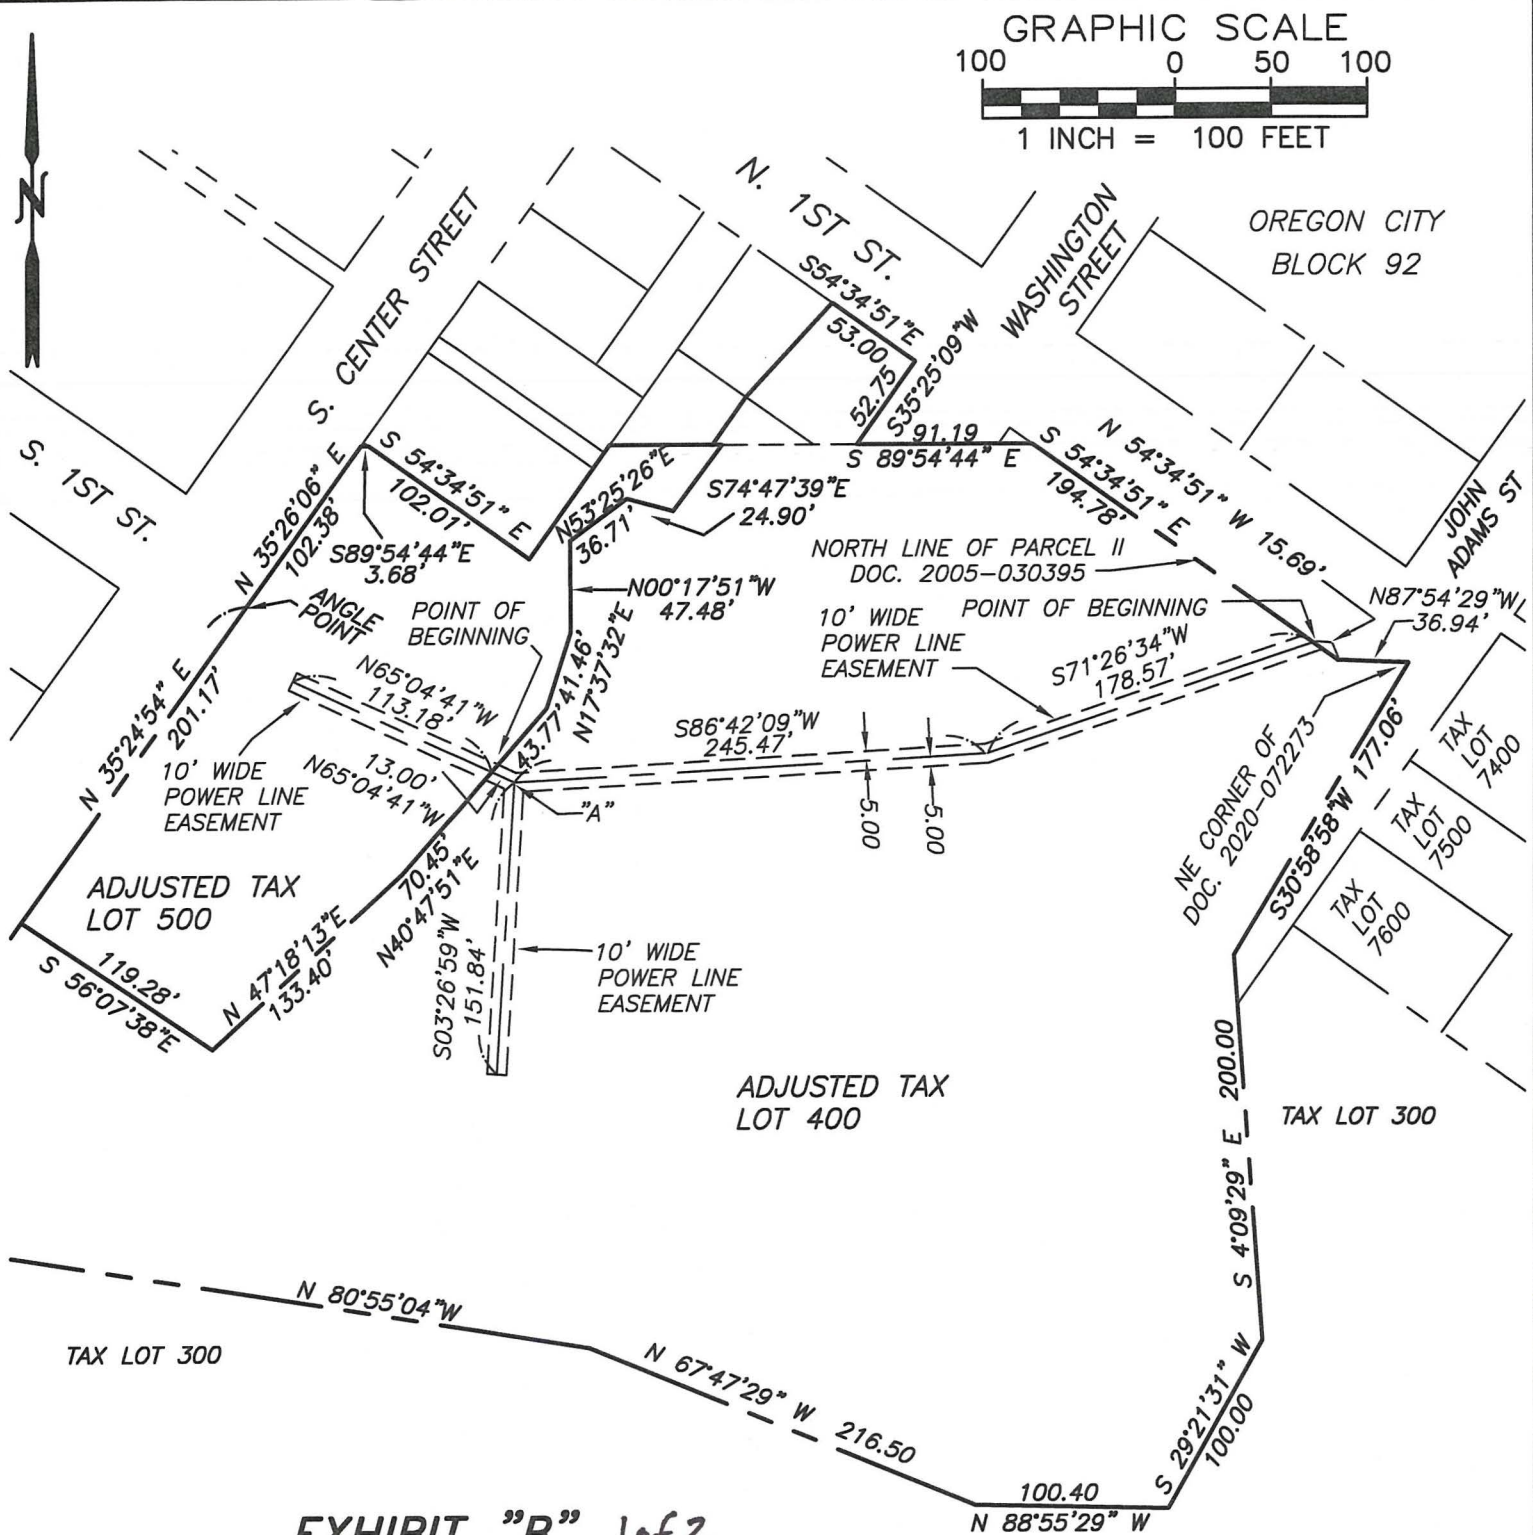 GRAPHIC SCALE
100 0 50 100
1 INCH = 100 FEET
N
OREGON CITY
BLOCK 92
N. 1ST ST.
WASHINGTON
STREET
S. CENTER STREET
S. 1ST ST.
JOHN
ADAMS ST
S54°34'51"E
53.00
52.75
S35°25'09"W
91.19
S 89°54'44" E
S 54°34'51" E
194.78'
N 54°34'51" W 15.69'
N 35°26'06" E
102.38'
S 54°34'51" E
102.01'
S89°54'44"E
3.68'
N53°25'26"E
36.71'
S74°47'39"E
24.90'
NORTH LINE OF PARCEL II
DOC. 2005-030395
N00°17'51"W
47.48'
N87°54'29"W
36.94'
ANGLE
POINT
POINT OF
BEGINNING
10' WIDE
POWER LINE
EASEMENT
POINT OF BEGINNING
41.46'
N17°37'32"E
43.77'
S71°26'34"W
178.57'
N65°04'41"W
113.18'
S86°42'09"W
245.47'
N 35°24'54" E
201.17'
10' WIDE
POWER LINE
EASEMENT
13.00'
N65°04'41"W
"A"
5.00
5.00
NE CORNER OF
DOC. 2020-072273
S30°58'58"W 177.06'
TAX
LOT
7400
TAX
LOT
7500
TAX
LOT
7600
ADJUSTED TAX
LOT 500
70.45'
N40°47'51"E
119.28'
S 56°07'38"E
N 47°18'13"E
133.40'
S03°26'59"W
151.84'
10' WIDE
POWER LINE
EASEMENT
ADJUSTED TAX
LOT 400
S 4°09'29" E 200.00
TAX LOT 300
N 80°55'04"W
TAX LOT 300
N 67°47'29" W 216.50
S 29°21'31" W
100.00
100.40
N 88°55'29" W
EXHIBIT "B" 1 of 2